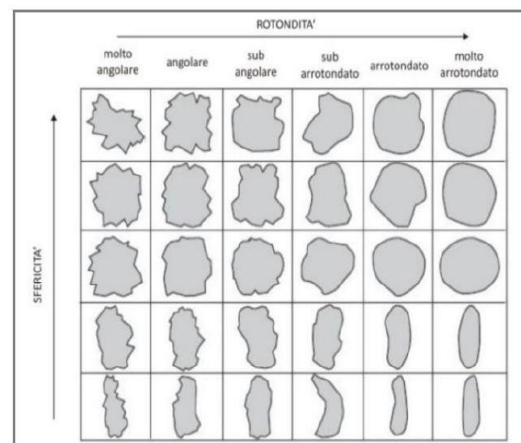 ROTONDITA'
molto
angolare
angolare
sub
angolare
sub
arrotondato
arrotondato
molto
arrotondato
SFERICITA'